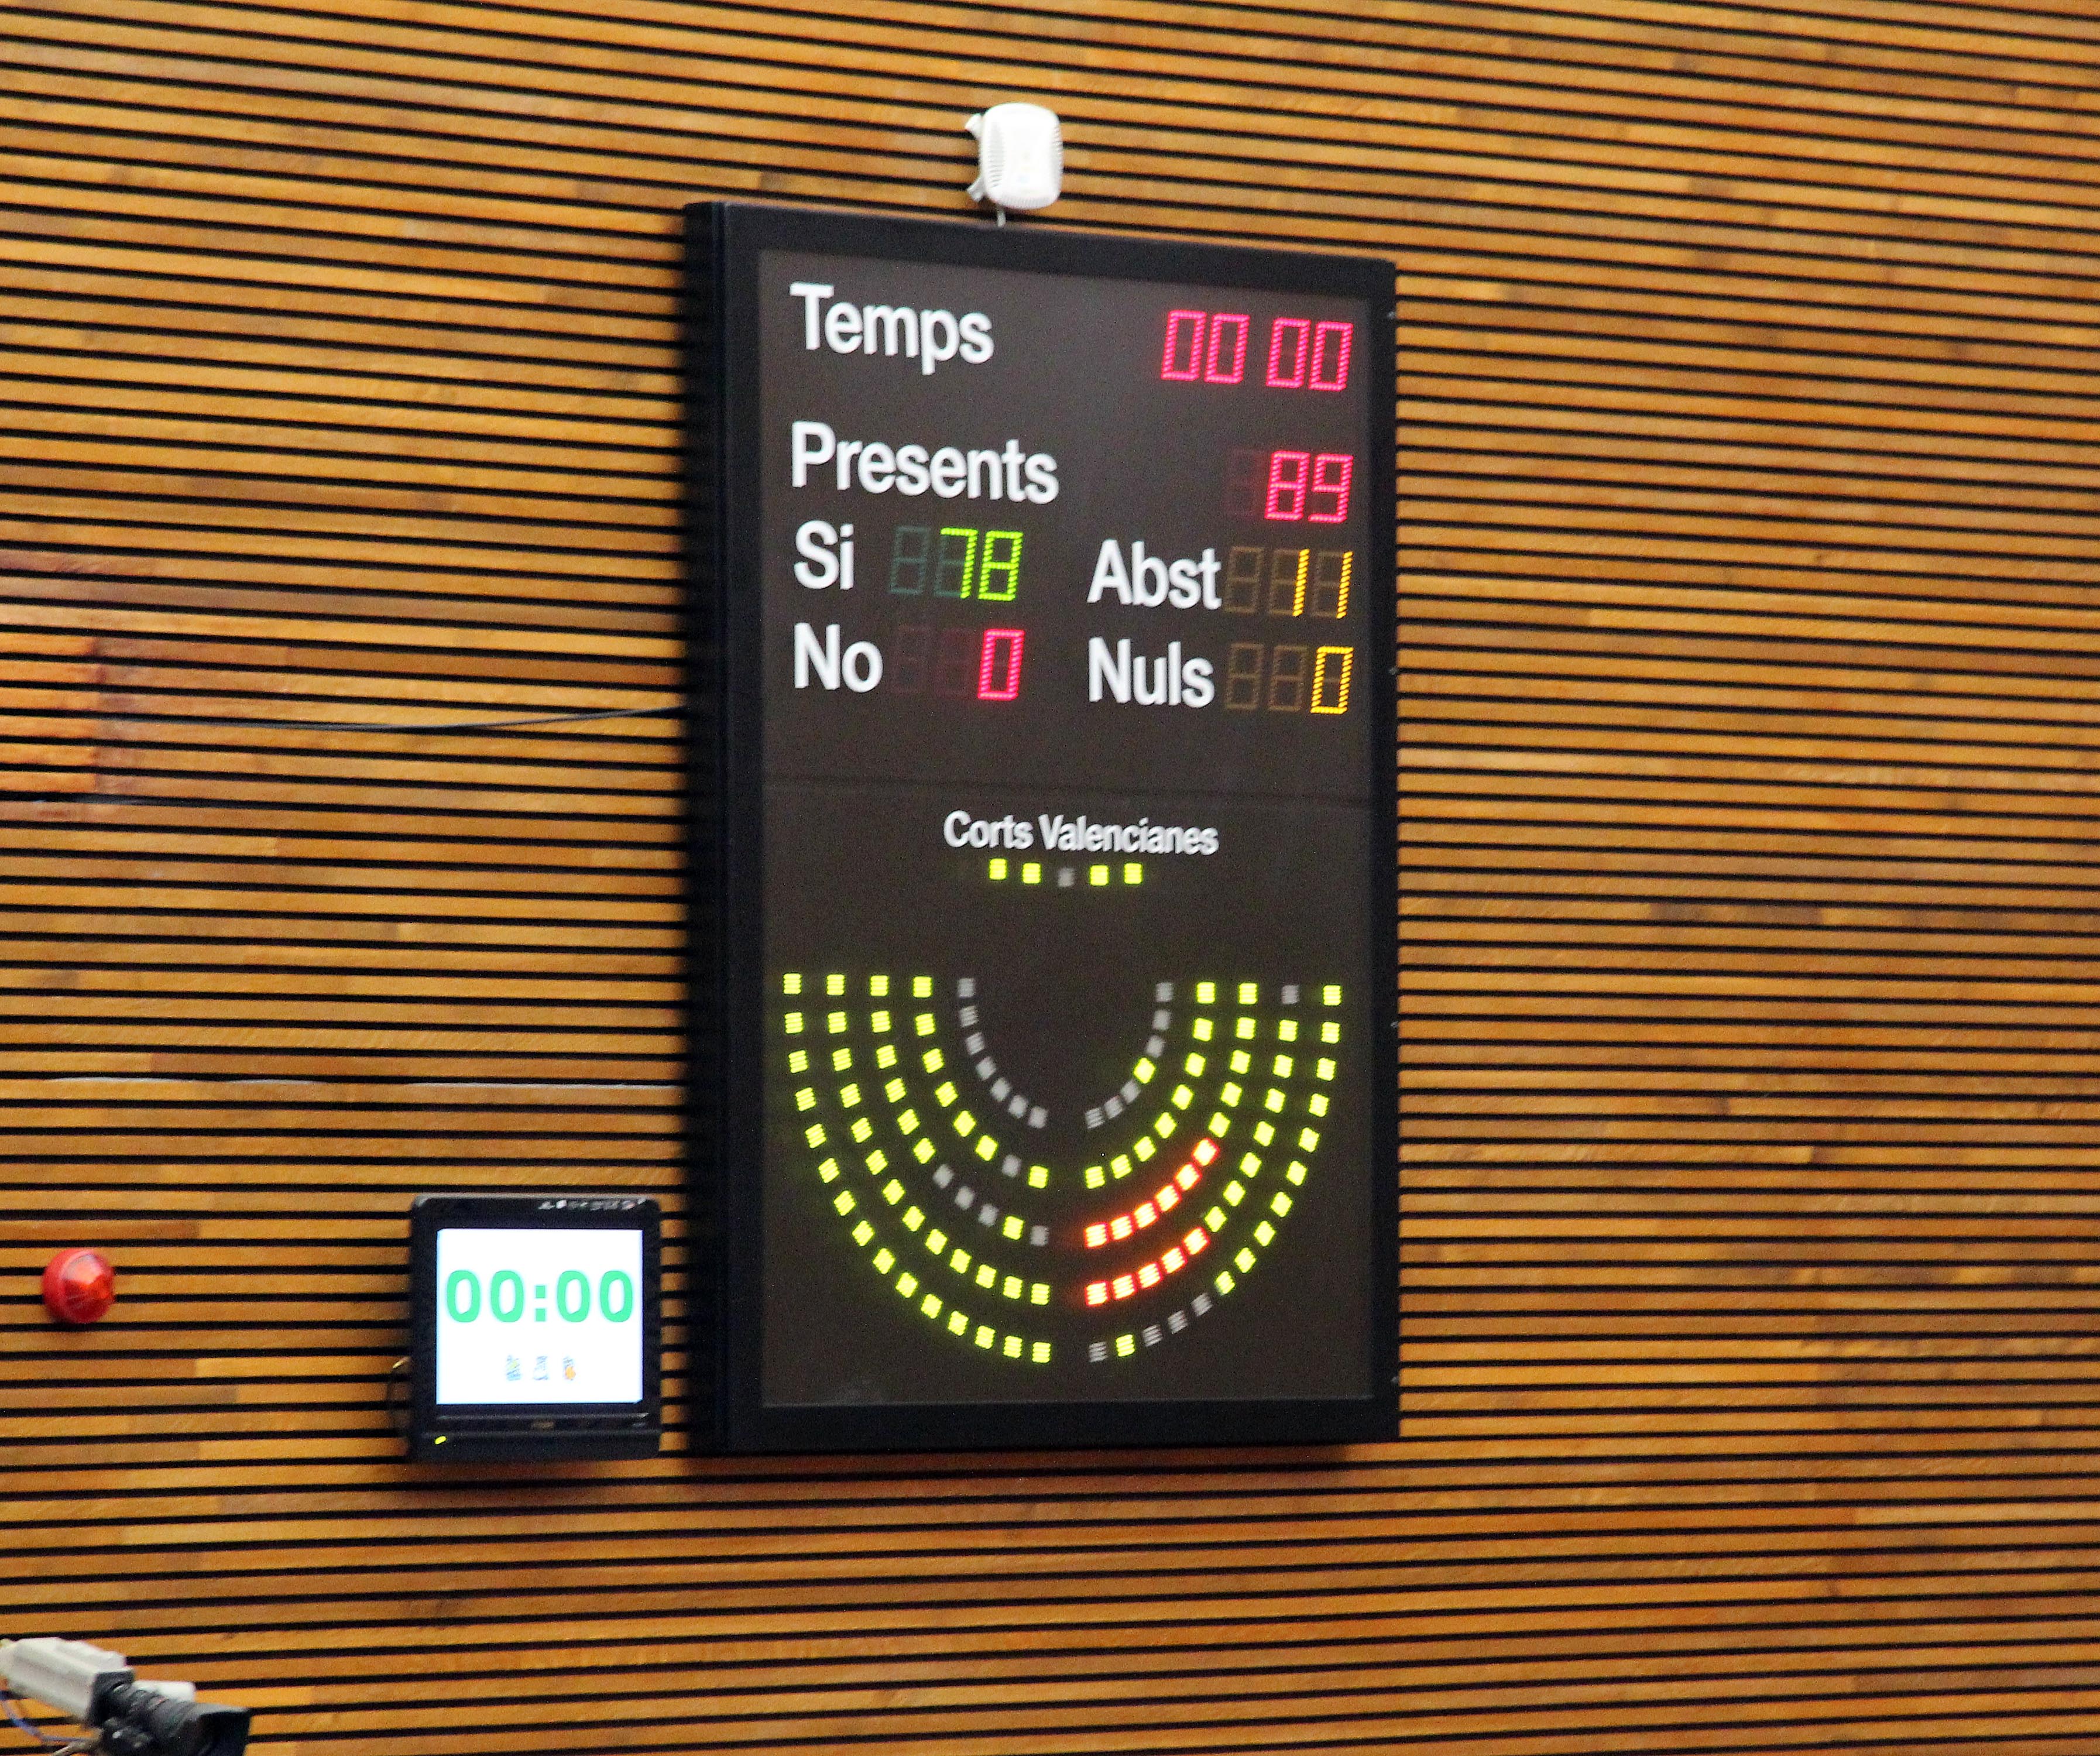 Temps 00 00
Presents 89
Si 78 Abst 11
No 0 Nuls 0
Corts Valencianes
00:00